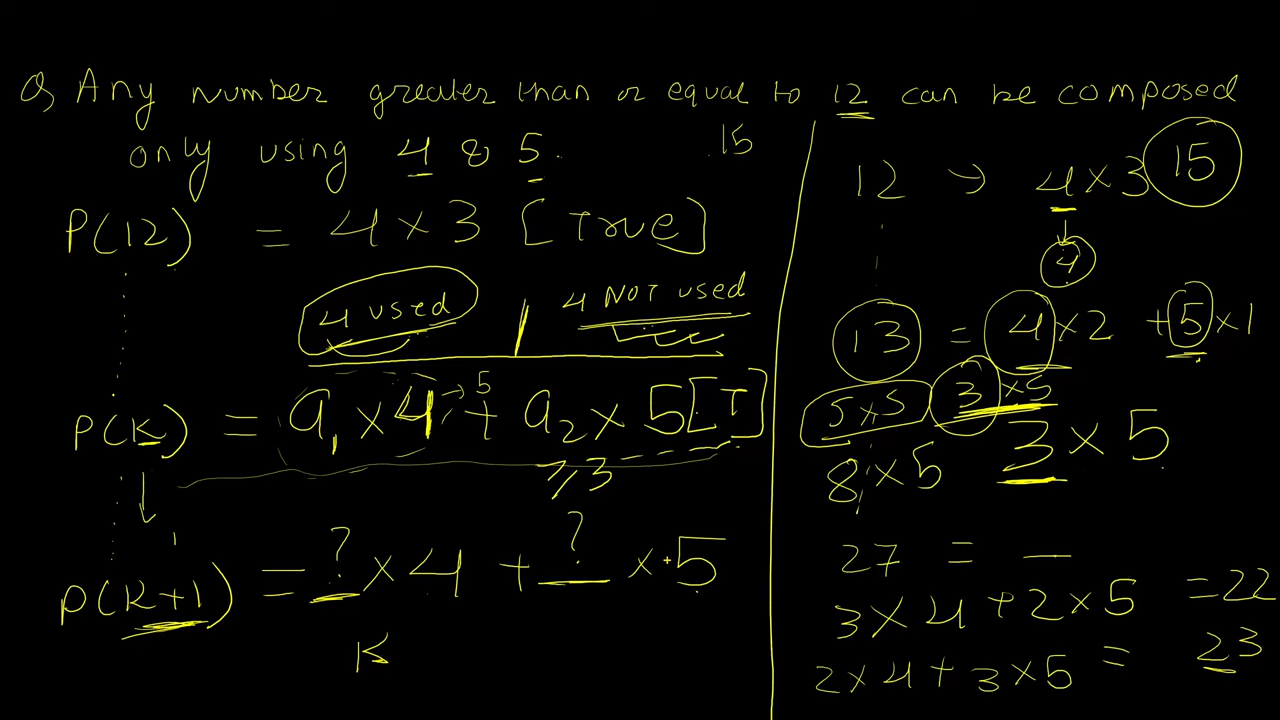 Q, Any number greater than or equal to 12 can be composed
only using 4 & 5. 15
P(12) = 4 × 3 [True]
4 used | 4 NOT used
P(K) = a₁ × 4 → 5 + a₂ × 5 [T]
≥3
P(K+1) = ? × 4 + ? × 5
K
12 → 4 × 3 15
4
13 = 4 × 2 + 5 × 1
5 × 5 3 × 5
8 × 5 3 × 5
27 = _
3 × 4 + 2 × 5 = 22
2 × 4 + 3 × 5 = 23